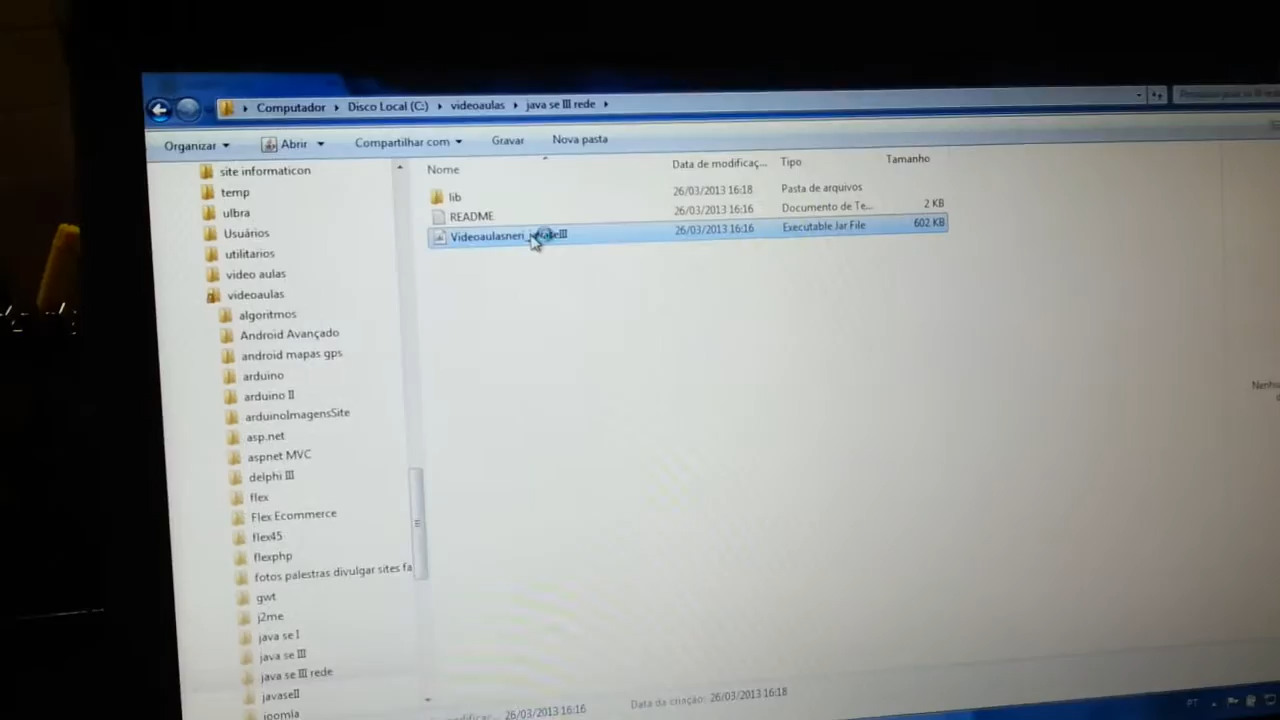 Computador Disco Local (C:) videoaulas java se III rede
Organizar Abrir Compartilhar com Gravar Nova pasta
Nome Data de modificaç... Tipo Tamanho
lib 26/03/2013 16:18 Pasta de arquivos
README 26/03/2013 16:16 Documento de Te... 2 KB
Videoaulasneri 26/03/2013 16:16 Executable Jar File 602 KB
site informaticon
temp
ulbra
Usuários
utilitarios
video aulas
videoaulas
algoritmos
Android Avançado
android mapas gps
arduino
arduino II
arduinoImagensSite
asp.net
aspnet MVC
delphi III
flex
Flex Ecommerce
flex45
flexphp
fotos palestras divulgar sites fa
gwt
j2me
java se I
java se III
java se III rede
javaseII
joomla
26/03/2013 16:16 Data da criação: 26/03/2013 16:18
PT